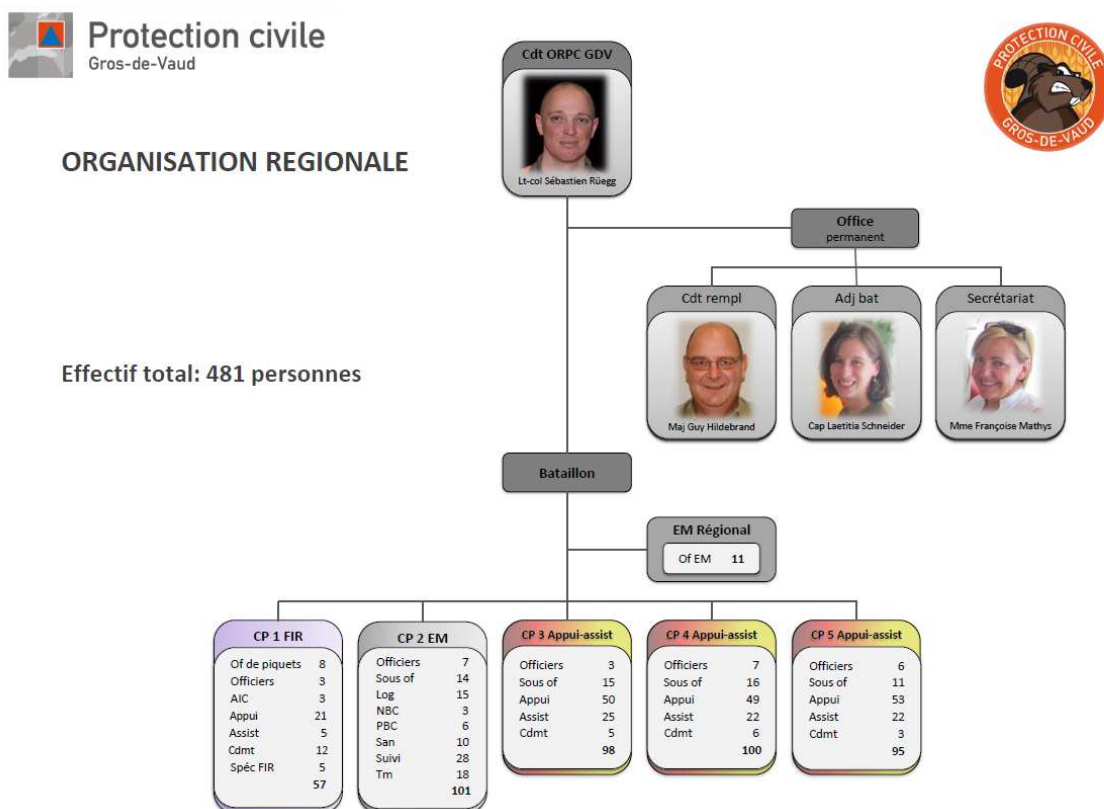 Protection civile
Gros-de-Vaud
PROTECTION CIVILE
GROS-DE-VAUD
ORGANISATION REGIONALE
Effectif total: 481 personnes
Cdt ORPC GDV
Lt-col Sébastien Rüegg
Office
permanent
Cdt rempl
Maj Guy Hildebrand
Adj bat
Cap Laetitia Schneider
Secrétariat
Mme Françoise Mathys
Bataillon
EM Régional
Of EM 11
CP 1 FIR
Of de piquets 8
Officiers 3
AIC 3
Appui 21
Assist 5
Cdmt 12
Spéc FIR 5
57
CP 2 EM
Officiers 7
Sous of 14
Log 15
NBC 3
PBC 6
San 10
Suivi 28
Tm 18
101
CP 3 Appui-assist
Officiers 3
Sous of 15
Appui 50
Assist 25
Cdmt 5
98
CP 4 Appui-assist
Officiers 7
Sous of 16
Appui 49
Assist 22
Cdmt 6
100
CP 5 Appui-assist
Officiers 6
Sous of 11
Appui 53
Assist 22
Cdmt 3
95